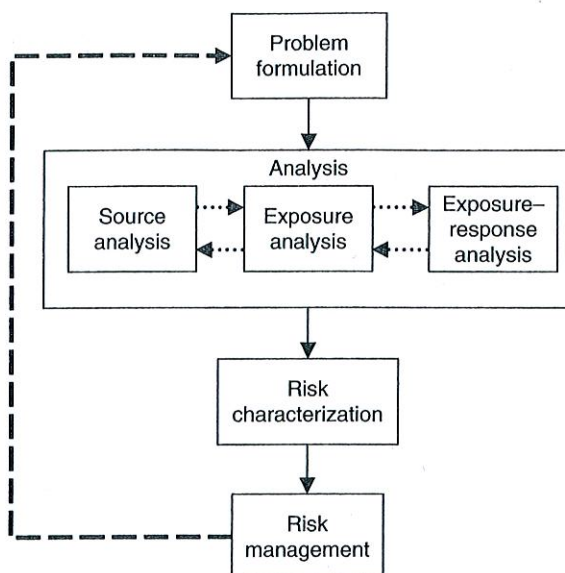 Problem
formulation
Analysis
Source
analysis
Exposure
analysis
Exposure–
response
analysis
Risk
characterization
Risk
management